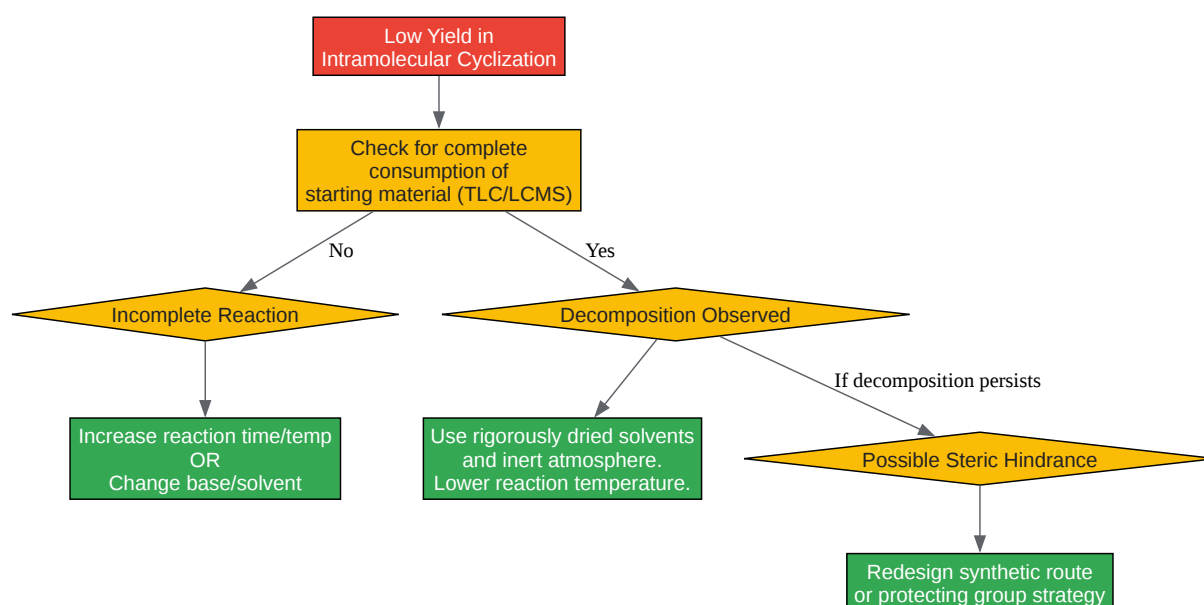 Low Yield in
Intramolecular Cyclization
Check for complete
consumption of
starting material (TLC/LCMS)
No
Yes
Incomplete Reaction
Decomposition Observed
If decomposition persists
Increase reaction time/temp
OR
Change base/solvent
Use rigorously dried solvents
and inert atmosphere.
Lower reaction temperature.
Possible Steric Hindrance
Redesign synthetic route
or protecting group strategy